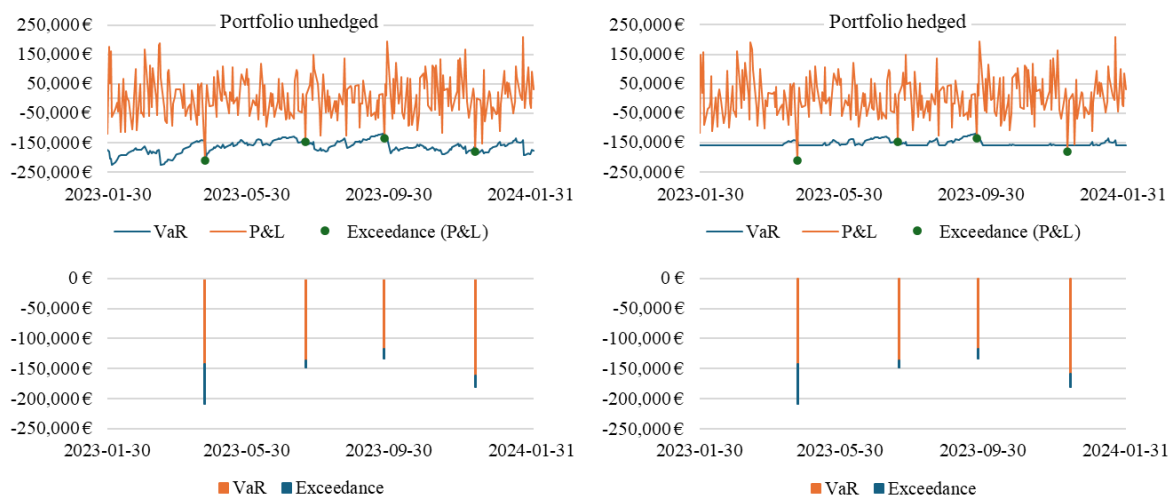 Portfolio unhedged
250,000 €
150,000 €
50,000 €
-50,000 €
-150,000 €
-250,000 €
2023-01-30 2023-05-30 2023-09-30 2024-01-31
VaR P&L Exceedance (P&L)
Portfolio hedged
250,000 €
150,000 €
50,000 €
-50,000 €
-150,000 €
-250,000 €
2023-01-30 2023-05-30 2023-09-30 2024-01-31
VaR P&L Exceedance (P&L)
0 €
-50,000 €
-100,000 €
-150,000 €
-200,000 €
-250,000 €
2023-01-30 2023-05-30 2023-09-30 2024-01-31
VaR Exceedance
0 €
-50,000 €
-100,000 €
-150,000 €
-200,000 €
-250,000 €
2023-01-30 2023-05-30 2023-09-30 2024-01-31
VaR Exceedance